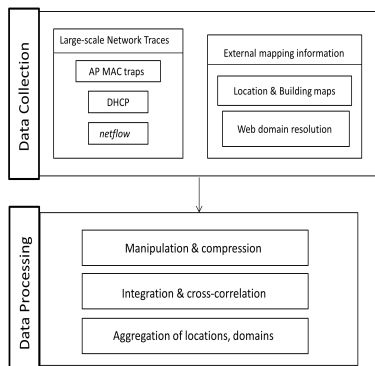 Data Collection
Large-scale Network Traces
AP MAC traps
DHCP
netflow
External mapping information
Location & Building maps
Web domain resolution
Data Processing
Manipulation & compression
Integration & cross-correlation
Aggregation of locations, domains